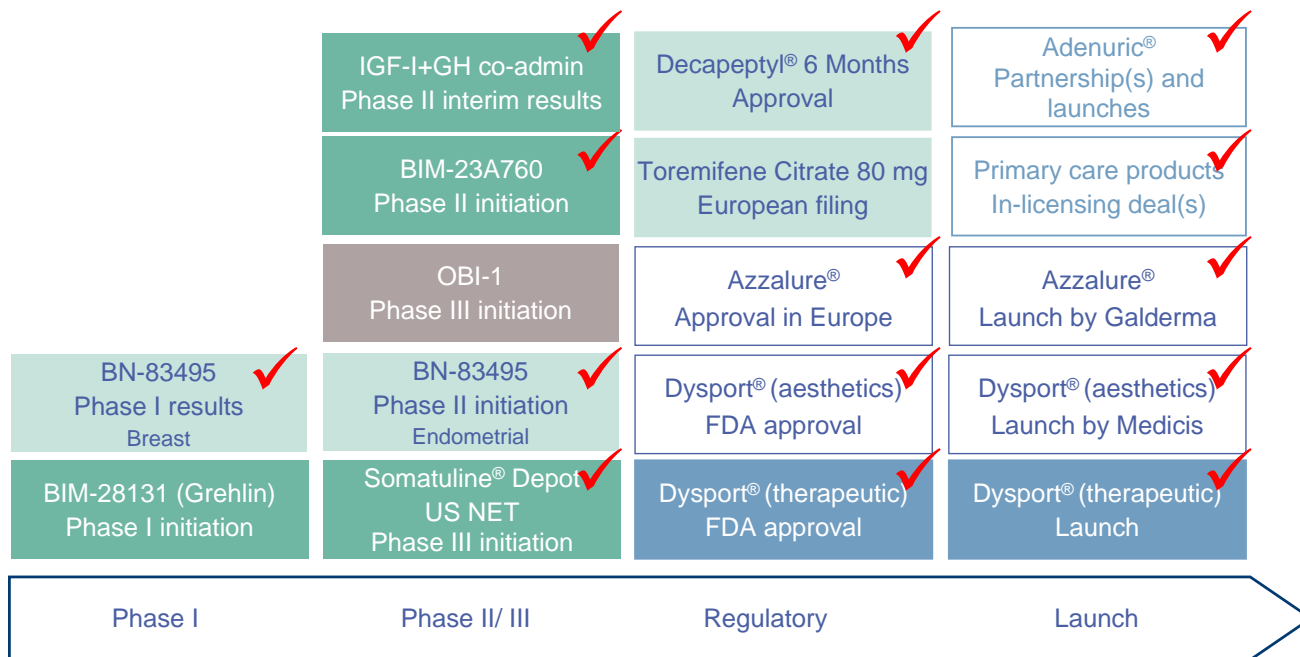 IGF-I+GH co-admin
Phase II interim results
Decapeptyl® 6 Months
Approval
Adenuric®
Partnership(s) and
launches
BIM-23A760
Phase II initiation
Toremifene Citrate 80 mg
European filing
Primary care products
In-licensing deal(s)
OBI-1
Phase III initiation
Azzalure®
Approval in Europe
Azzalure®
Launch by Galderma
BN-83495
Phase I results
Breast
BN-83495
Phase II initiation
Endometrial
Dysport® (aesthetics)
FDA approval
Dysport® (aesthetics)
Launch by Medicis
BIM-28131 (Grehlin)
Phase I initiation
Somatuline® Depot
US NET
Phase III initiation
Dysport® (therapeutic)
FDA approval
Dysport® (therapeutic)
Launch
Phase I
Phase II/ III
Regulatory
Launch